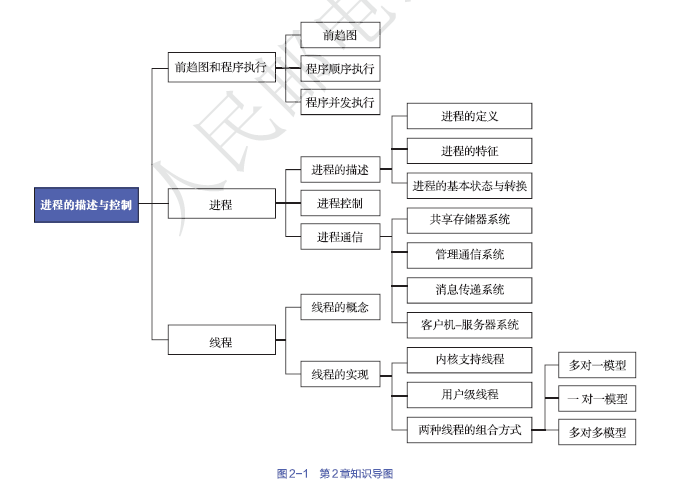 人民邮电
前趋图
前趋图和程序执行
程序顺序执行
程序并发执行
进程的定义
进程的描述
进程的特征
进程的基本状态与转换
进程的描述与控制
进程
进程控制
进程通信
共享存储器系统
管理通信系统
消息传递系统
客户机-服务器系统
线程的概念
线程
内核支持线程
线程的实现
用户级线程
两种线程的组合方式
多对一模型
一对一模型
多对多模型
图2-1 第2章知识导图